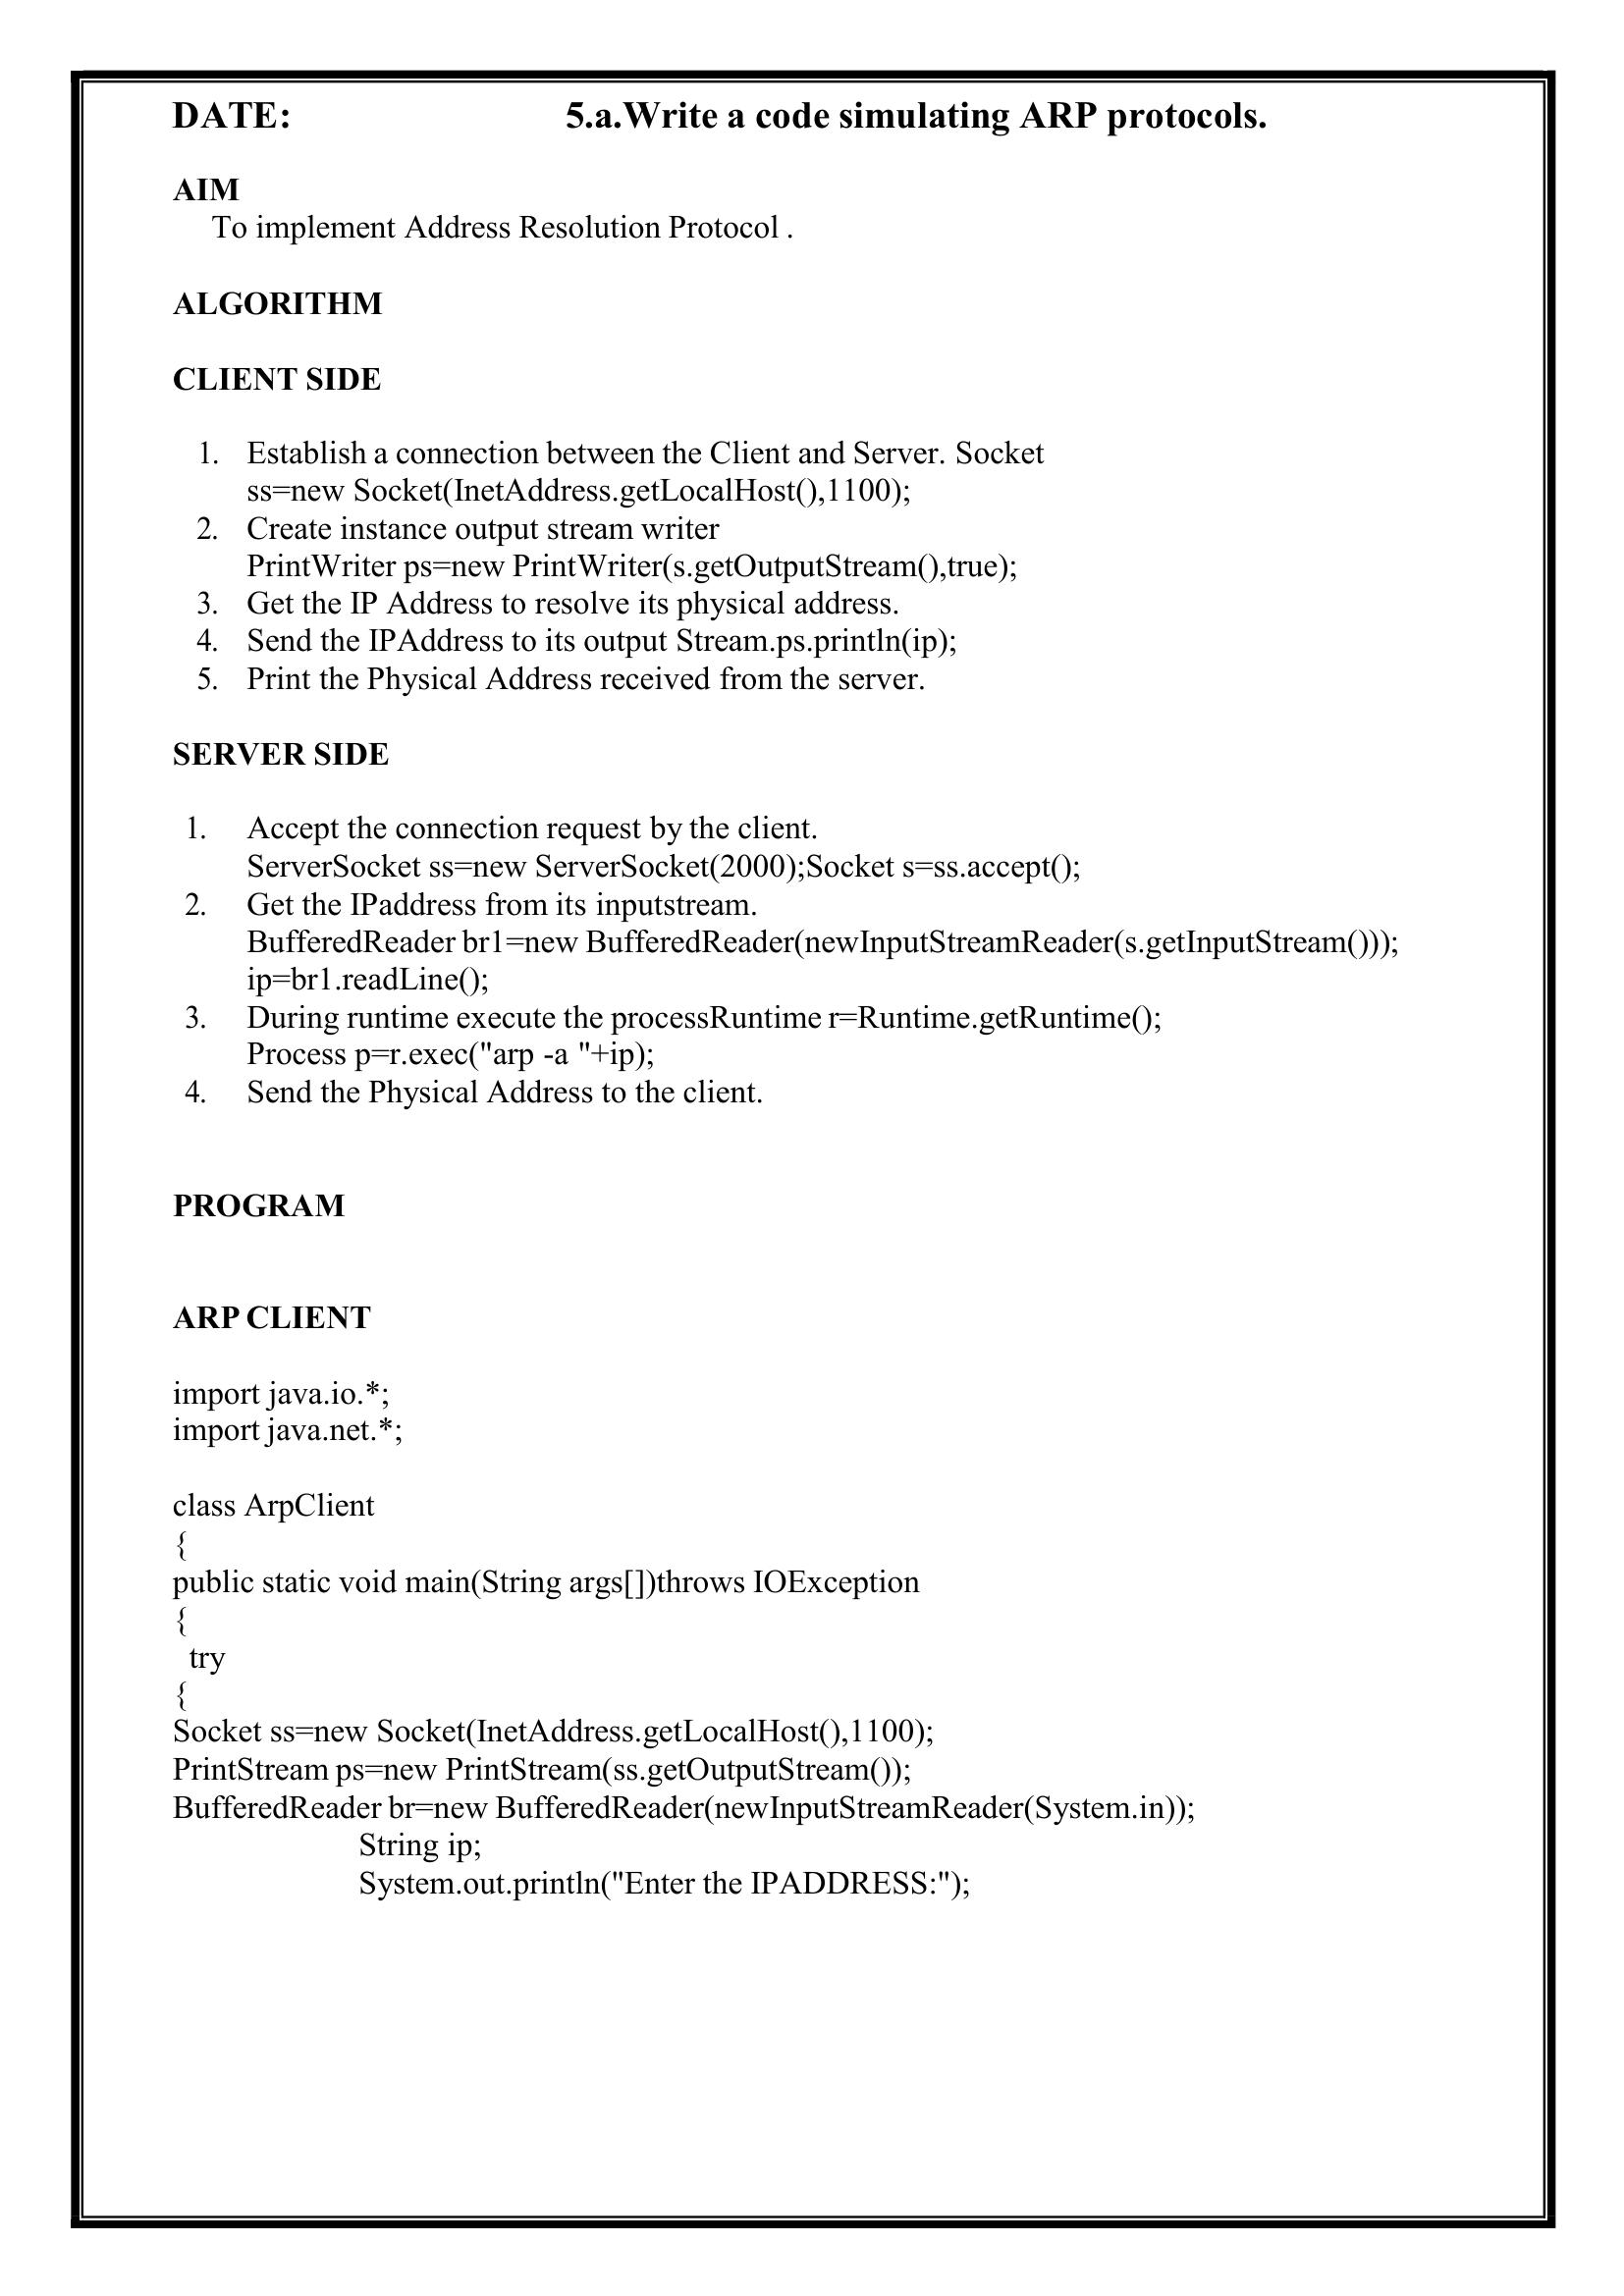 DATE: 5.a.Write a code simulating ARP protocols.
AIM
To implement Address Resolution Protocol .
ALGORITHM
CLIENT SIDE
1. Establish a connection between the Client and Server. Socket
ss=new Socket(InetAddress.getLocalHost(),1100);
2. Create instance output stream writer
PrintWriter ps=new PrintWriter(s.getOutputStream(),true);
3. Get the IP Address to resolve its physical address.
4. Send the IPAddress to its output Stream.ps.println(ip);
5. Print the Physical Address received from the server.
SERVER SIDE
1. Accept the connection request by the client.
ServerSocket ss=new ServerSocket(2000);Socket s=ss.accept();
2. Get the IPaddress from its inputstream.
BufferedReader br1=new BufferedReader(newInputStreamReader(s.getInputStream()));
ip=br1.readLine();
3. During runtime execute the processRuntime r=Runtime.getRuntime();
Process p=r.exec("arp -a "+ip);
4. Send the Physical Address to the client.
PROGRAM
ARP CLIENT
import java.io.*;
import java.net.*;
class ArpClient
{
public static void main(String args[])throws IOException
{
try
{
Socket ss=new Socket(InetAddress.getLocalHost(),1100);
PrintStream ps=new PrintStream(ss.getOutputStream());
BufferedReader br=new BufferedReader(newInputStreamReader(System.in));
String ip;
System.out.println("Enter the IPADDRESS:");